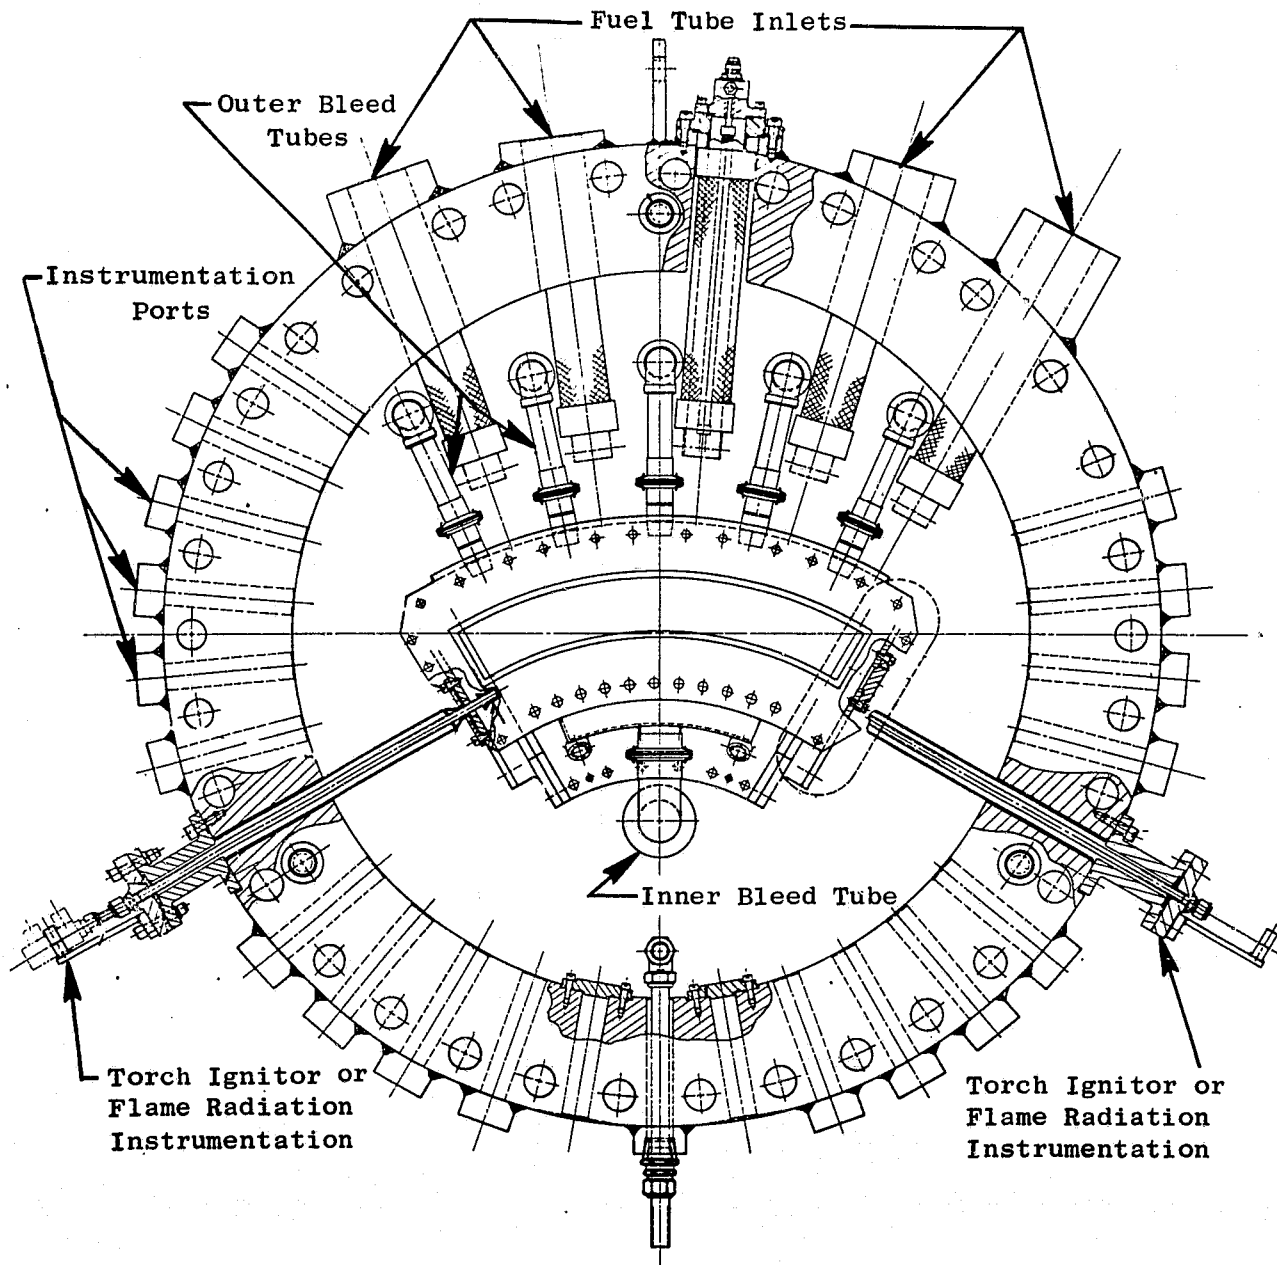 Fuel Tube Inlets
Outer Bleed
Tubes
Instrumentation
Ports
Inner Bleed Tube
Torch Ignitor or
Flame Radiation
Instrumentation
Torch Ignitor or
Flame Radiation
Instrumentation